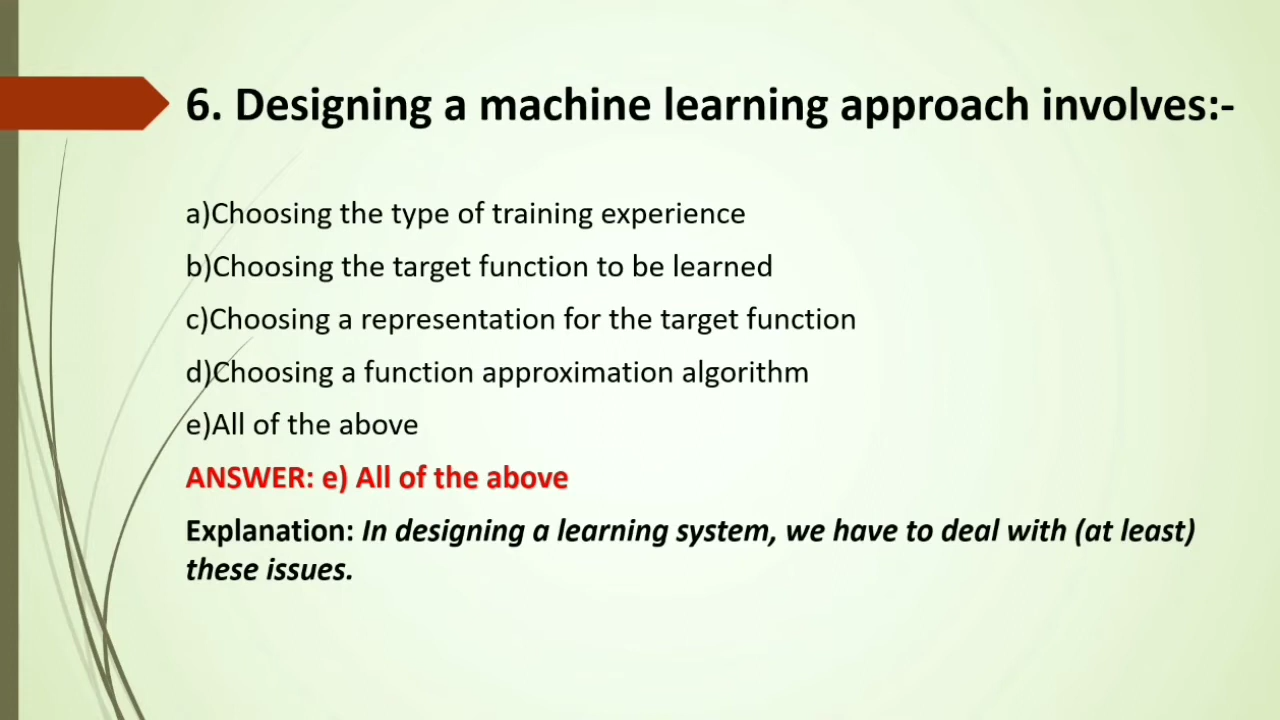 6. Designing a machine learning approach involves:-
a)Choosing the type of training experience
b)Choosing the target function to be learned
c)Choosing a representation for the target function
d)Choosing a function approximation algorithm
e)All of the above
ANSWER: e) All of the above
Explanation: In designing a learning system, we have to deal with (at least)
these issues.